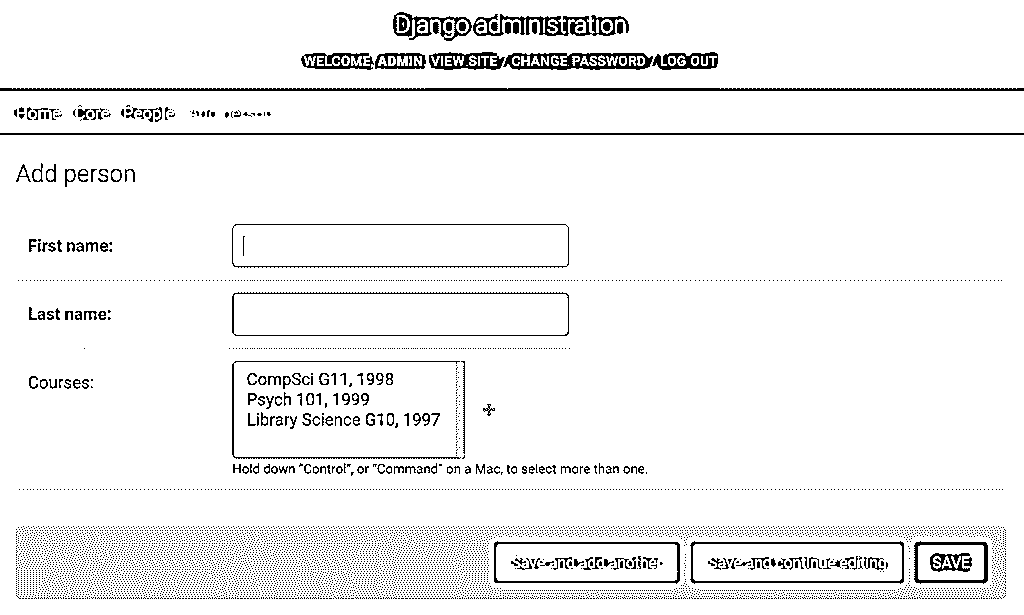 Django administration
WELCOME, ADMIN. VIEW SITE / CHANGE PASSWORD / LOG OUT
Home Core People Add person
Add person
First name:
Last name:
Courses:
CompSci G11, 1998
Psych 101, 1999
Library Science G10, 1997
Hold down "Control", or "Command" on a Mac, to select more than one.
Save and add another
Save and continue editing
SAVE